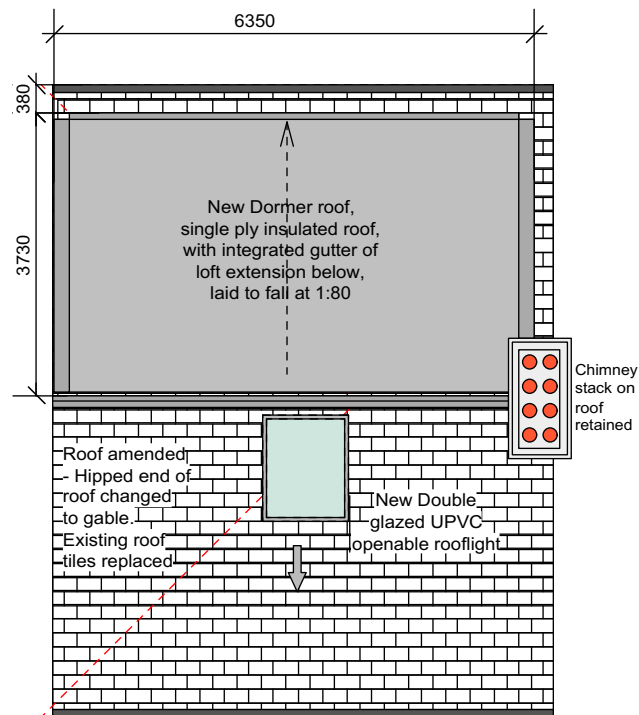 6350
380
3730
New Dormer roof,
single ply insulated roof,
with integrated gutter of
loft extension below,
laid to fall at 1:80
Chimney
stack on
roof
retained
Roof amended
- Hipped end of
roof changed
to gable.
Existing roof
tiles replaced
New Double
glazed UPVC
openable rooflight